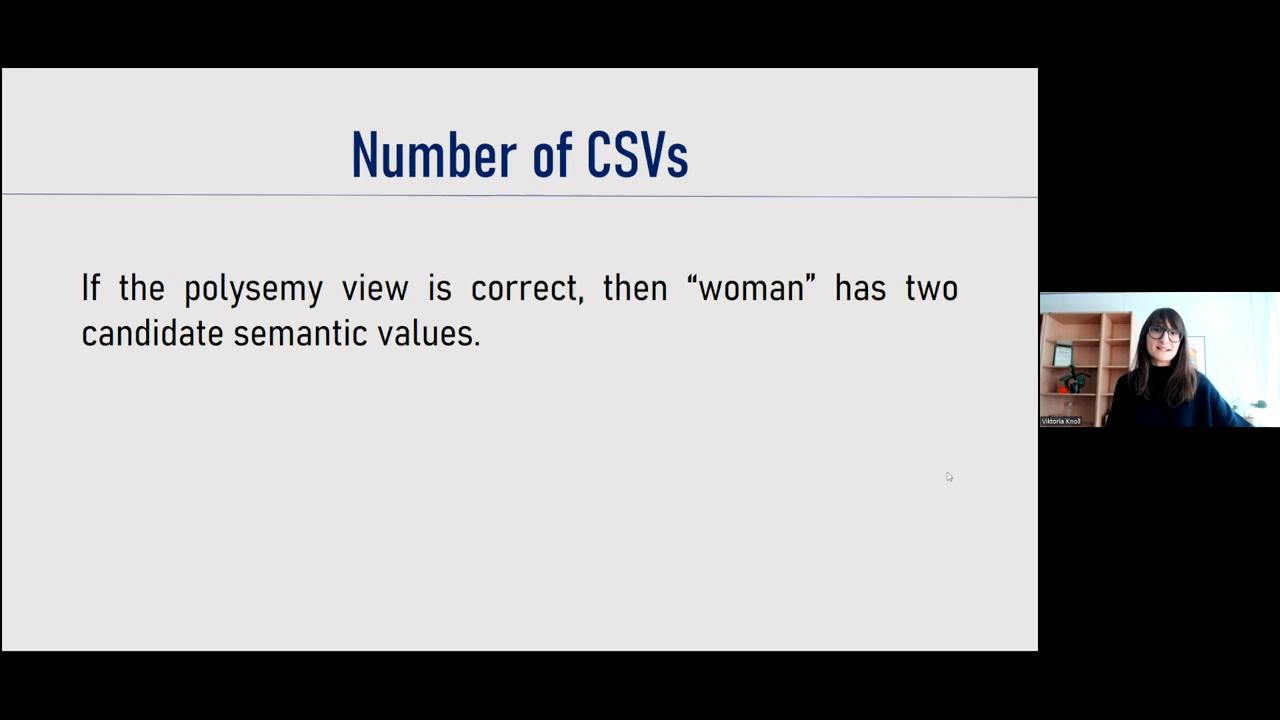 Number of CSVs
If the polysemy view is correct, then “woman” has two
candidate semantic values.
Viktoria Knoll